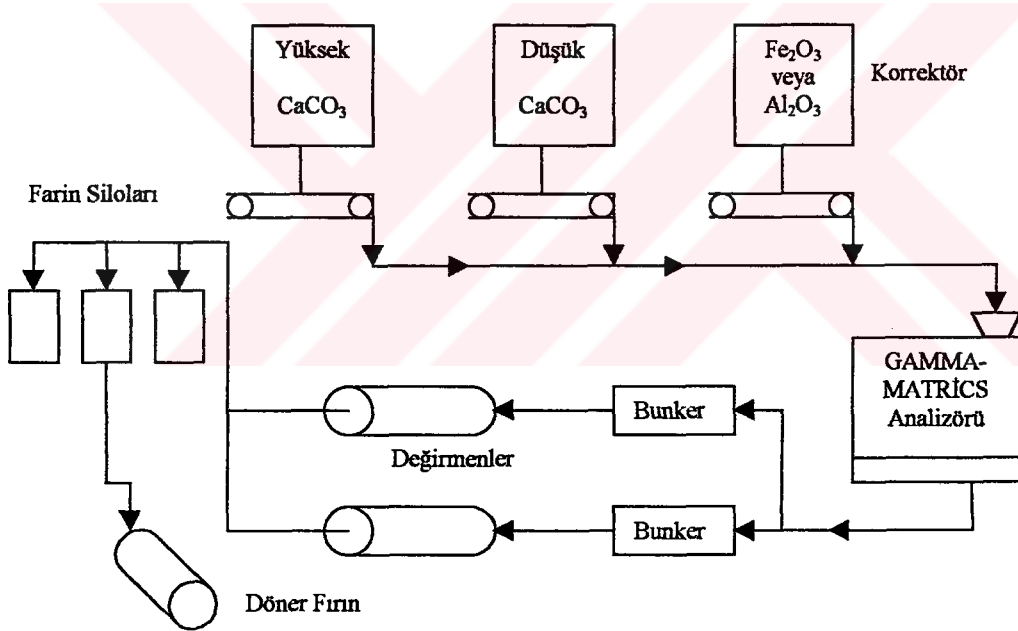 Yüksek
CaCO₃
Düşük
CaCO₃
Fe₂O₃
veya
Al₂O₃
Korrektör
Farin Siloları
GAMMA-
MATRİCS
Analizörü
Bunker
Değirmenler
Bunker
Döner Fırın